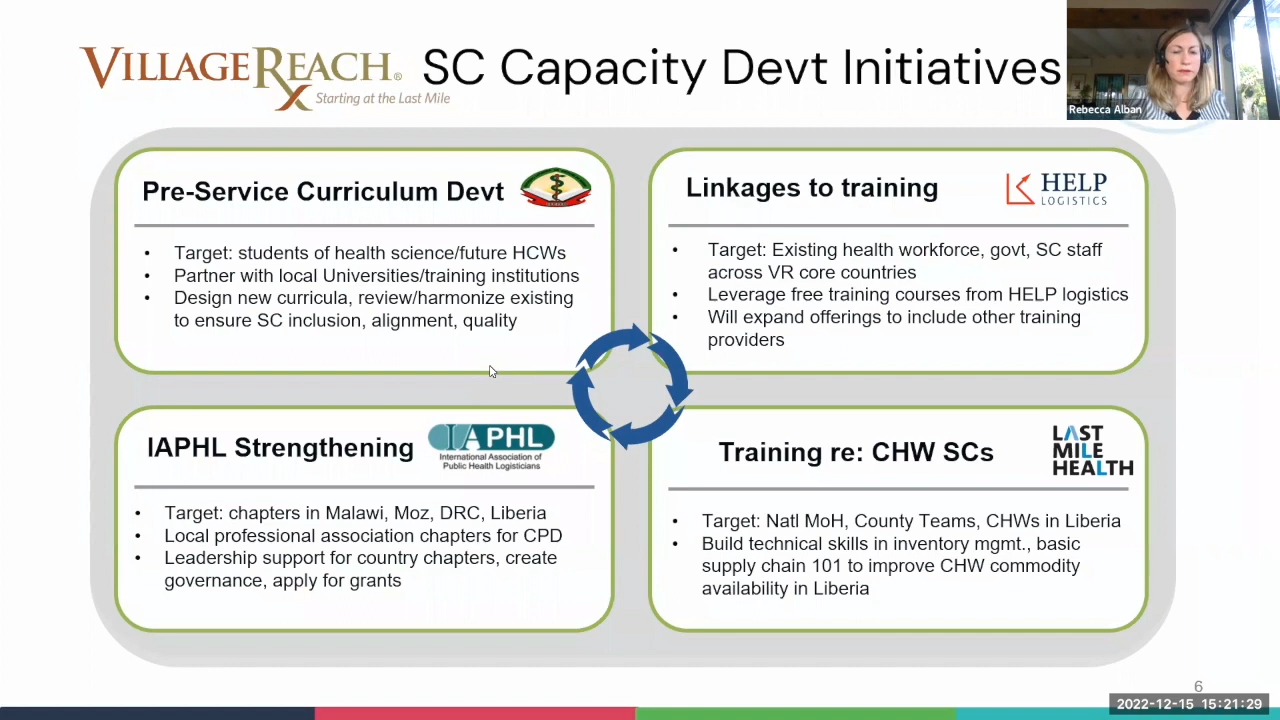 VILLAGEREACH®
Starting at the Last Mile
SC Capacity Devt Initiatives
Rebecca Alban
Pre-Service Curriculum Devt
• Target: students of health science/future HCWs
• Partner with local Universities/training institutions
• Design new curricula, review/harmonize existing
to ensure SC inclusion, alignment, quality
Linkages to training
HELP
LOGISTICS
• Target: Existing health workforce, govt, SC staff
across VR core countries
• Leverage free training courses from HELP logistics
• Will expand offerings to include other training
providers
IAPHL Strengthening
IAPHL
International Association of
Public Health Logisticians
• Target: chapters in Malawi, Moz, DRC, Liberia
• Local professional association chapters for CPD
• Leadership support for country chapters, create
governance, apply for grants
Training re: CHW SCs
LAST
MILE
HEALTH
• Target: Natl MoH, County Teams, CHWs in Liberia
• Build technical skills in inventory mgmt., basic
supply chain 101 to improve CHW commodity
availability in Liberia
6
2022-12-15 15:21:29